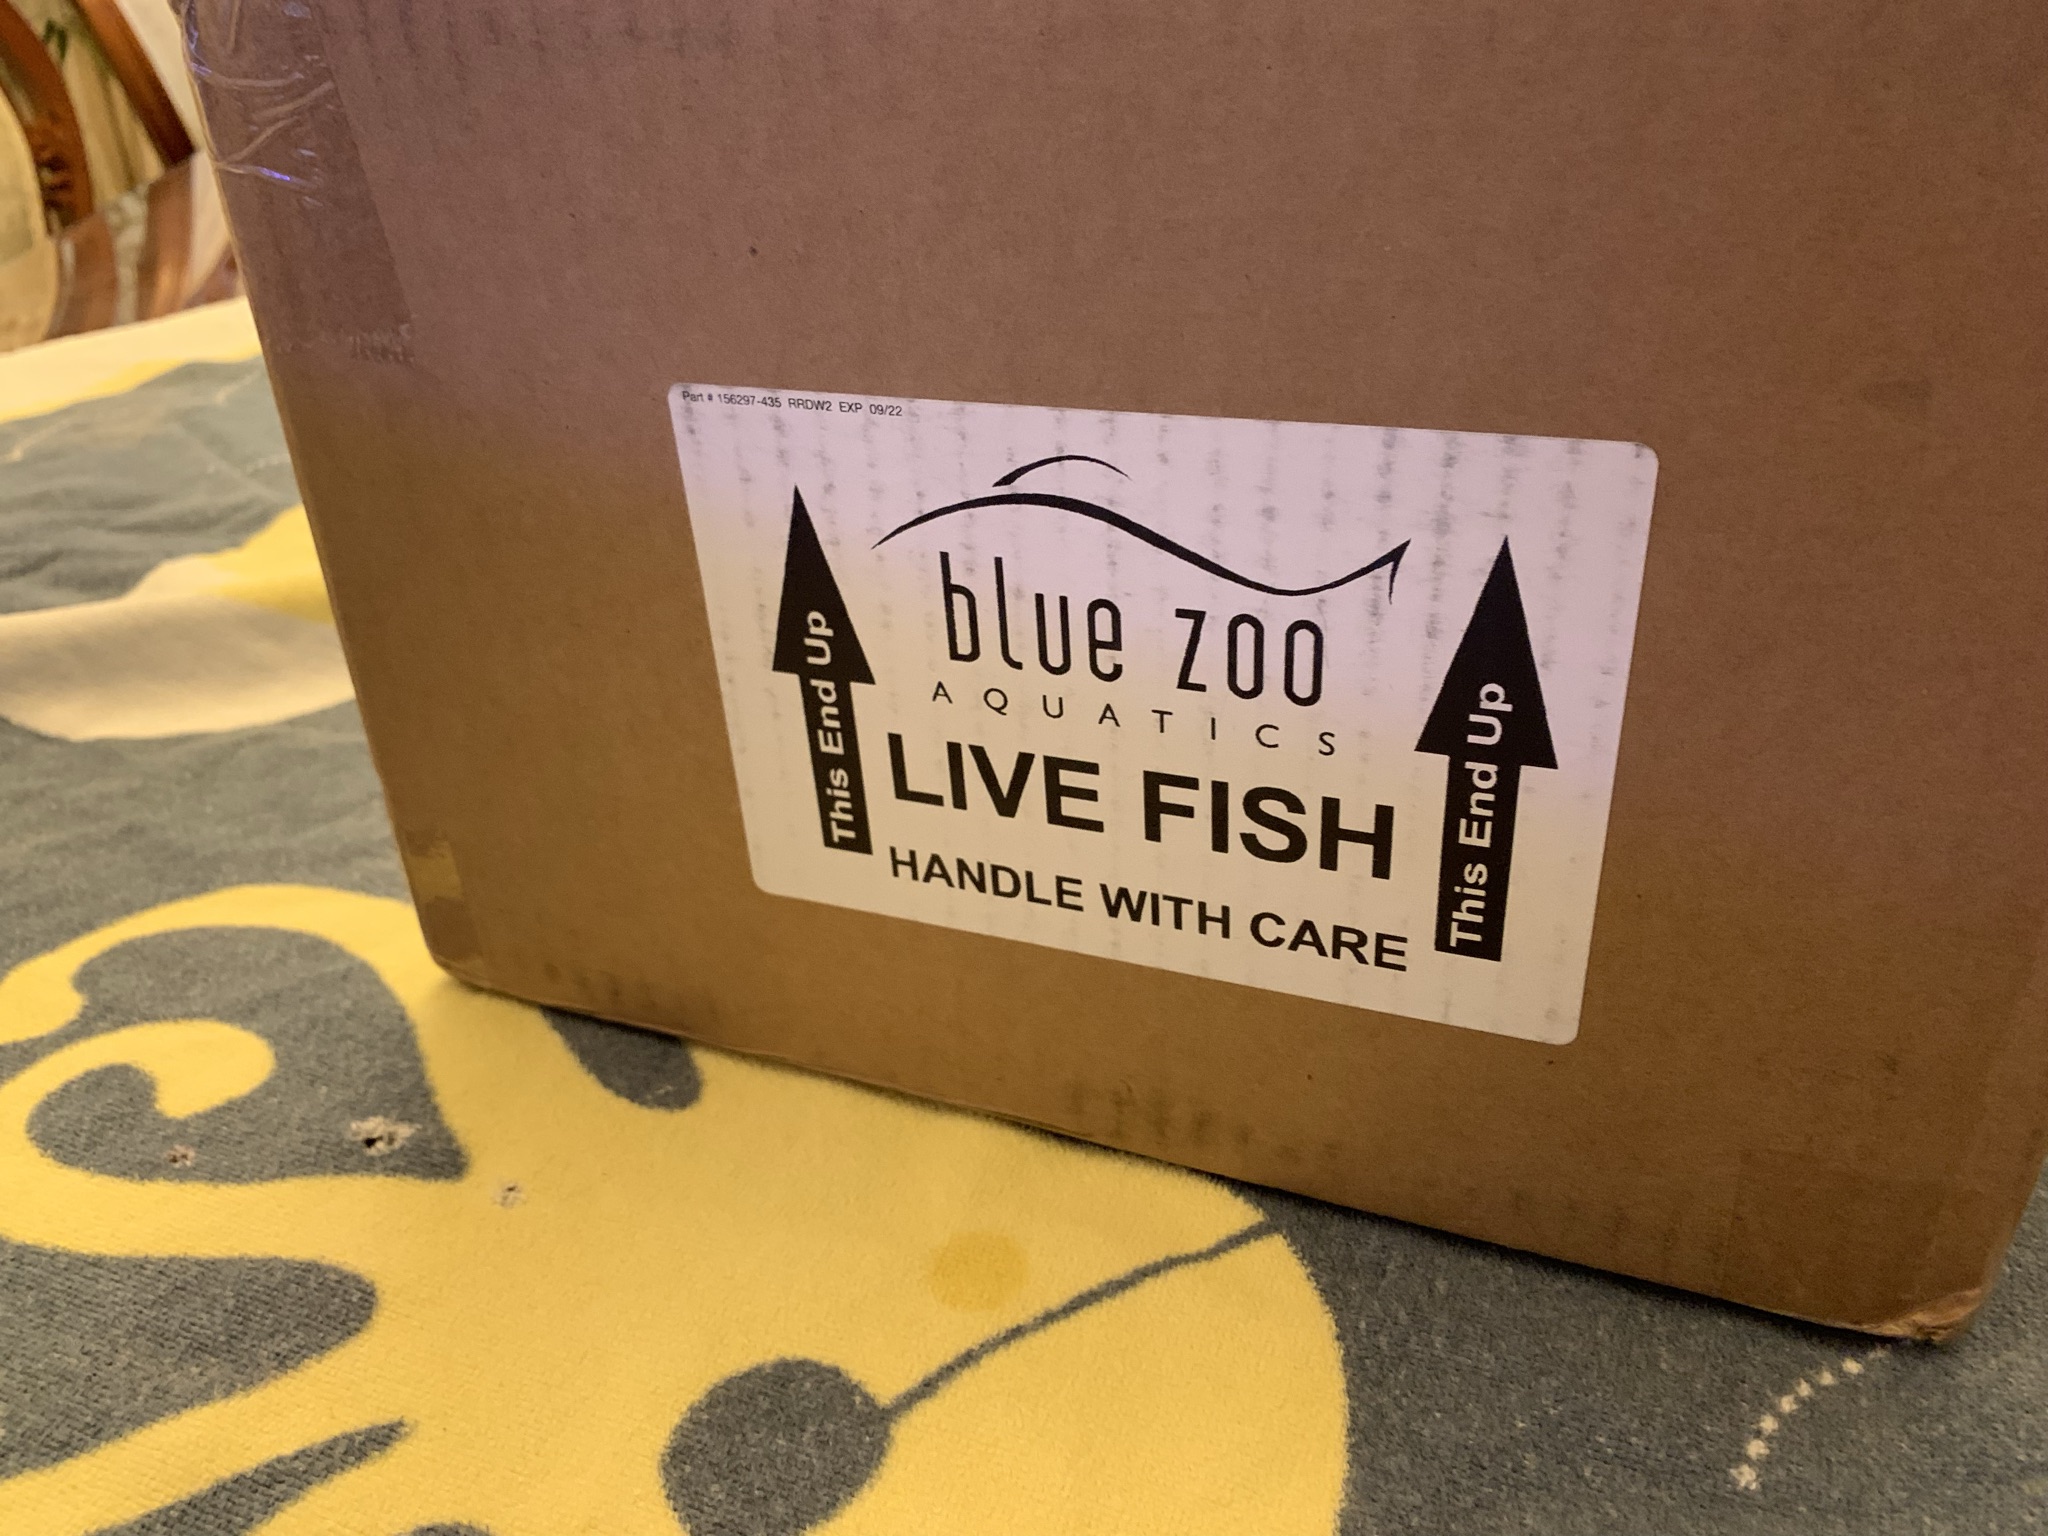 Part # 156297-435 RRDW2 EXP 09/22
This End Up
blue zoo
AQUATICS
LIVE FISH
HANDLE WITH CARE
This End Up